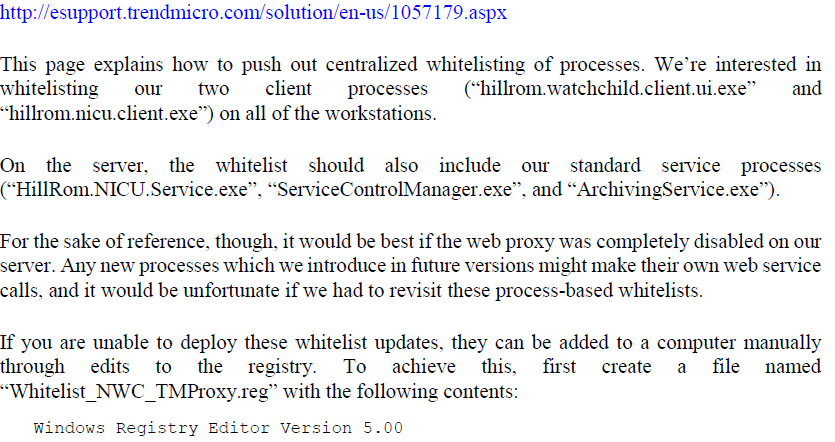 http://esupport.trendmicro.com/solution/en-us/1057179.aspx
This page explains how to push out centralized whitelisting of processes. We’re interested in
whitelisting our two client processes (“hillrom.watchchild.client.ui.exe” and
“hillrom.nicu.client.exe”) on all of the workstations.
On the server, the whitelist should also include our standard service processes
(“HillRom.NICU.Service.exe”, “ServiceControlManager.exe”, and “ArchivingService.exe”).
For the sake of reference, though, it would be best if the web proxy was completely disabled on our
server. Any new processes which we introduce in future versions might make their own web service
calls, and it would be unfortunate if we had to revisit these process-based whitelists.
If you are unable to deploy these whitelist updates, they can be added to a computer manually
through edits to the registry. To achieve this, first create a file named
“Whitelist_NWC_TMProxy.reg” with the following contents:
Windows Registry Editor Version 5.00